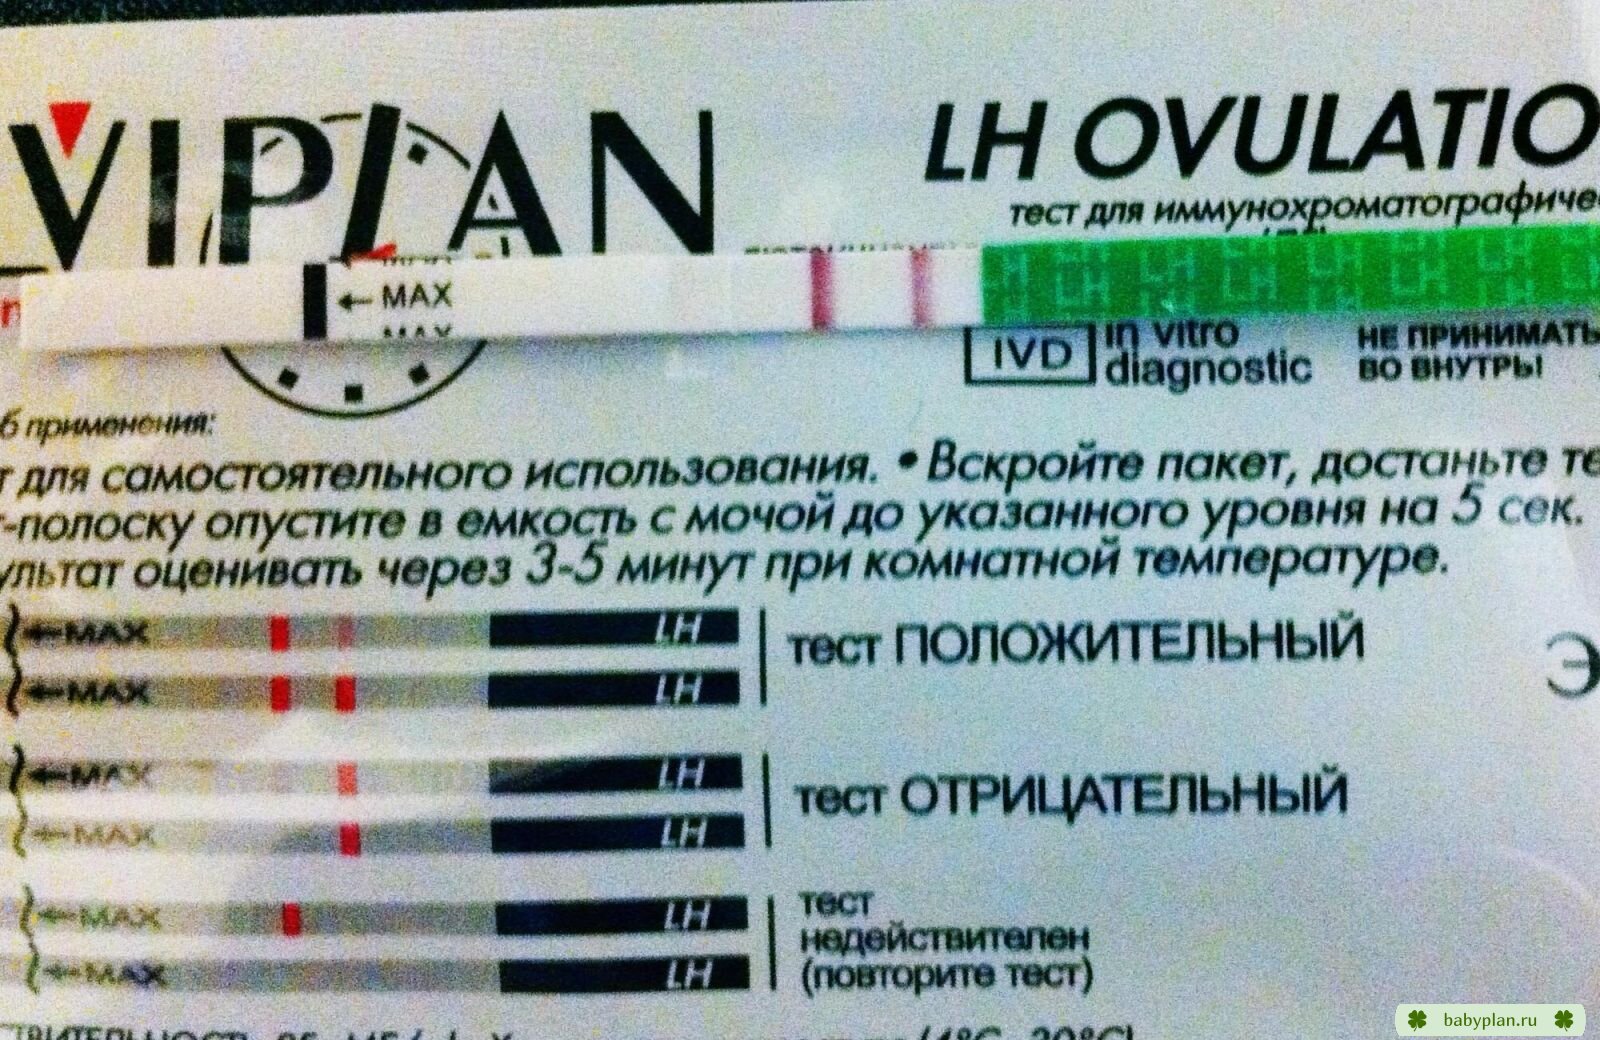 VIPLAN
LH OVULATIO
тест для иммунохроматографиче
← MAX
MAX
IVD
in vitro
diagnostic
НЕ ПРИНИМАТЬ
ВО ВНУТРЬ!
б применения:
т для самостоятельного использования. • Вскройте пакет, достаньте те
т-полоску опустите в емкость с мочой до указанного уровня на 5 сек.
ультат оценивать через 3-5 минут при комнатной температуре.
←MAX LH
←MAX LH
тест ПОЛОЖИТЕЛЬНЫЙ
Э
←MAX LH
←MAX LH
тест ОТРИЦАТЕЛЬНЫЙ
←MAX LH
←MAX LH
тест
недействителен
(повторите тест)
babyplan.ru